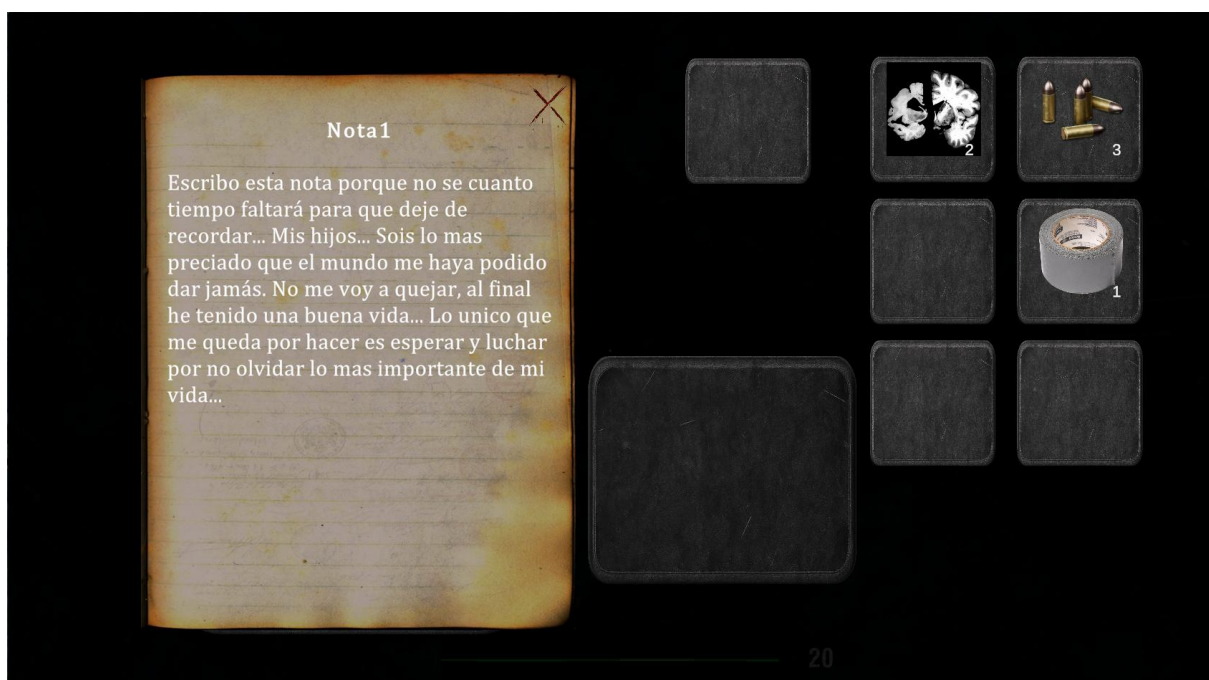 Nota1
Escribo esta nota porque no se cuanto
tiempo faltará para que deje de
recordar... Mis hijos... Sois lo mas
preciado que el mundo me haya podido
dar jamás. No me voy a quejar, al final
he tenido una buena vida... Lo unico que
me queda por hacer es esperar y luchar
por no olvidar lo mas importante de mi
vida...
2
3
1
20